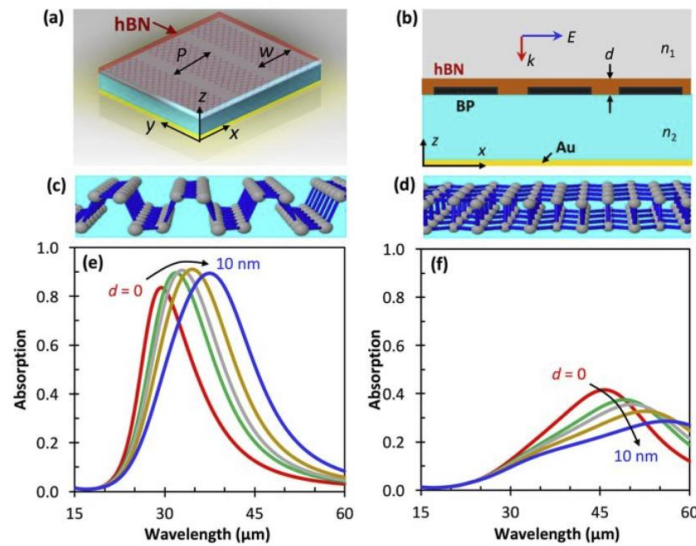 (a)
hBN
P
w
z
y
x
(b)
E
k
d
n1
hBN
BP
n2
z
Au
x
(c)
(d)
1.0
(e)
10 nm
0.8
d = 0
0.6
0.4
0.2
0.0
Absorption
15
30
45
60
Wavelength (μm)
1.0
(f)
0.8
0.6
d = 0
0.4
0.2
10 nm
0.0
Absorption
15
30
45
60
Wavelength (μm)